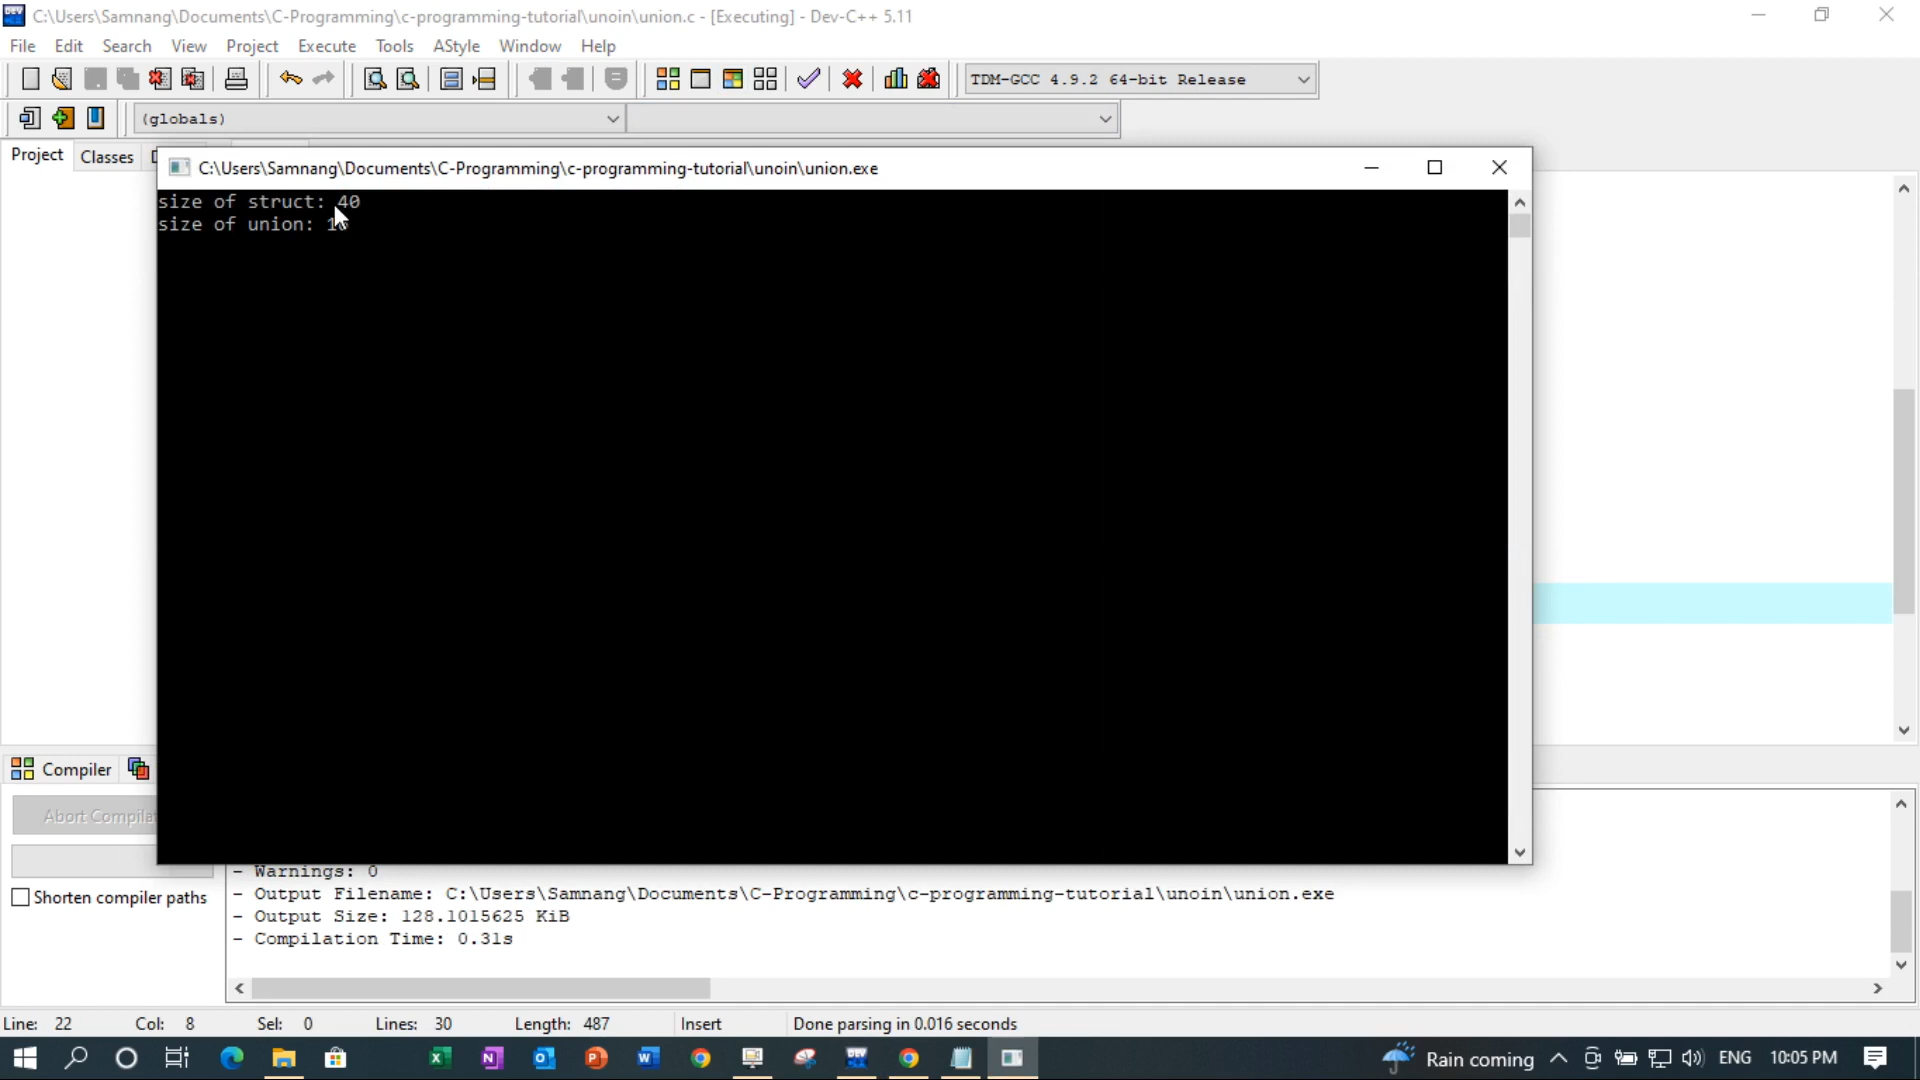 C:\Users\Samnang\Documents\C-Programming\c-programming-tutorial\unoin\union.c - [Executing] - Dev-C++ 5.11
File Edit Search View Project Execute Tools AStyle Window Help
TDM-GCC 4.9.2 64-bit Release
(globals)
Project Classes
C:\Users\Samnang\Documents\C-Programming\c-programming-tutorial\unoin\union.exe
size of struct: 40
size of union:
Compiler
Abort Compila
Shorten compiler paths
- Warnings: 0
- Output Filename: C:\Users\Samnang\Documents\C-Programming\c-programming-tutorial\unoin\union.exe
- Output Size: 128.1015625 KiB
- Compilation Time: 0.31s
Line: 22 Col: 8 Sel: 0 Lines: 30 Length: 487 Insert Done parsing in 0.016 seconds
Rain coming ENG 10:05 PM